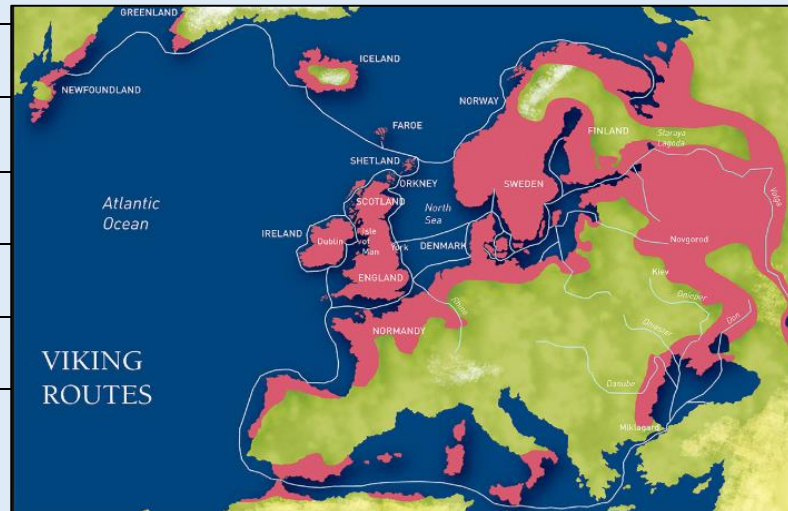 GREENLAND
ICELAND
NEWFOUNDLAND
NORWAY
FAROE
FINLAND
Staraya
Lagoda
SHETLAND
ORKNEY
SWEDEN
SCOTLAND
Volga
Atlantic
Ocean
North
Sea
IRELAND
Dublin
Isle
of
Man
York
DENMARK
Novgorod
ENGLAND
Kiev
Rhine
Dnieper
NORMANDY
Dniester
Don
VIKING
ROUTES
Danube
Miklagard